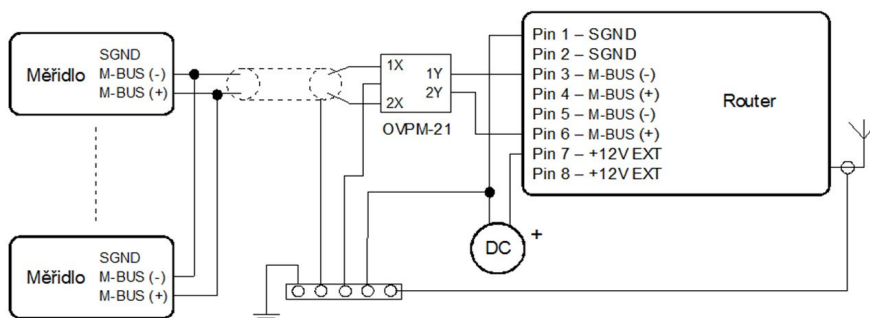 SGND
Měřidlo
M-BUS (-)
M-BUS (+)
1X
2X
1Y
2Y
OVPM-21
Pin 1 – SGND
Pin 2 – SGND
Pin 3 – M-BUS (-)
Pin 4 – M-BUS (+)
Pin 5 – M-BUS (-)
Pin 6 – M-BUS (+)
Pin 7 – +12V EXT
Pin 8 – +12V EXT
Router
DC
+
SGND
Měřidlo
M-BUS (-)
M-BUS (+)